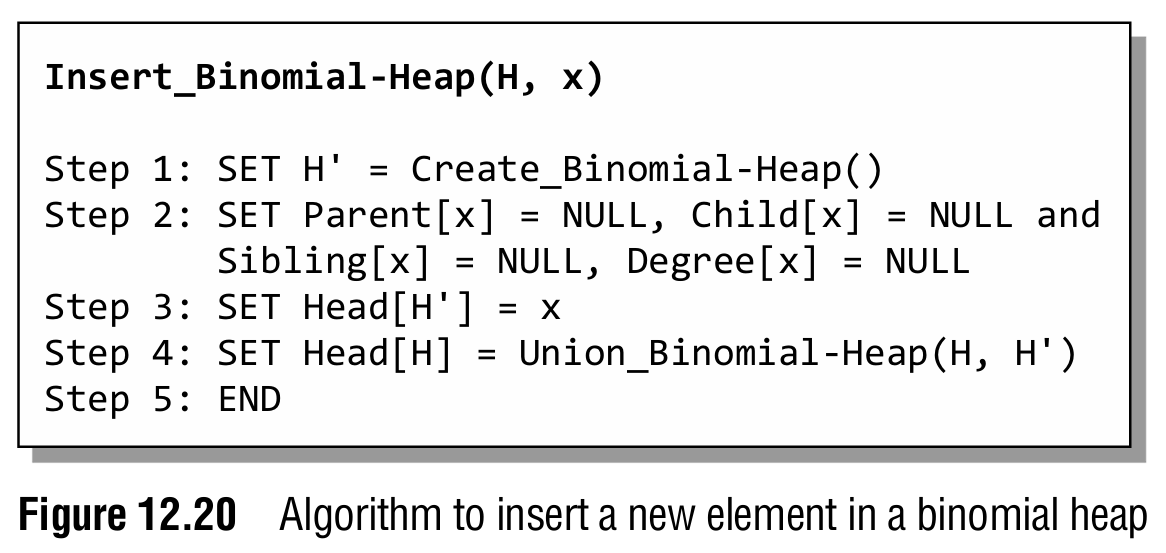 Insert_Binomial-Heap(H, x)
Step 1: SET H' = Create_Binomial-Heap()
Step 2: SET Parent[x] = NULL, Child[x] = NULL and
Sibling[x] = NULL, Degree[x] = NULL
Step 3: SET Head[H'] = x
Step 4: SET Head[H] = Union_Binomial-Heap(H, H')
Step 5: END
Figure 12.20 Algorithm to insert a new element in a binomial heap